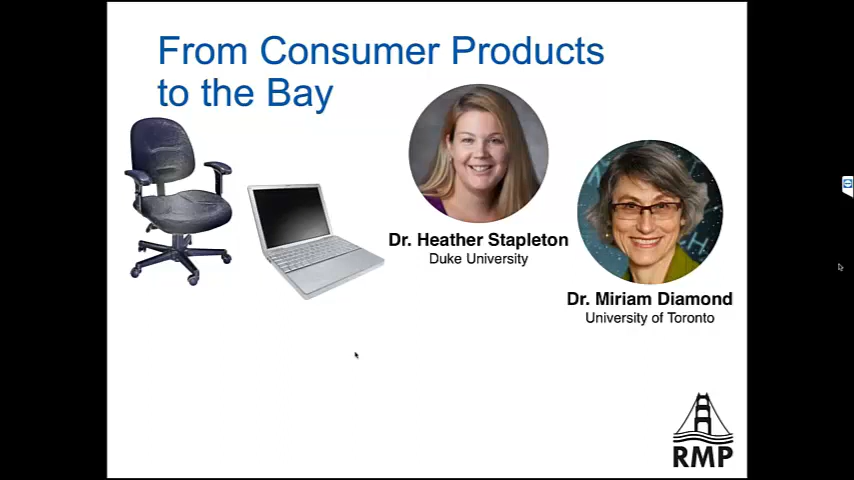 From Consumer Products
to the Bay
Dr. Heather Stapleton
Duke University
Dr. Miriam Diamond
University of Toronto
RMP